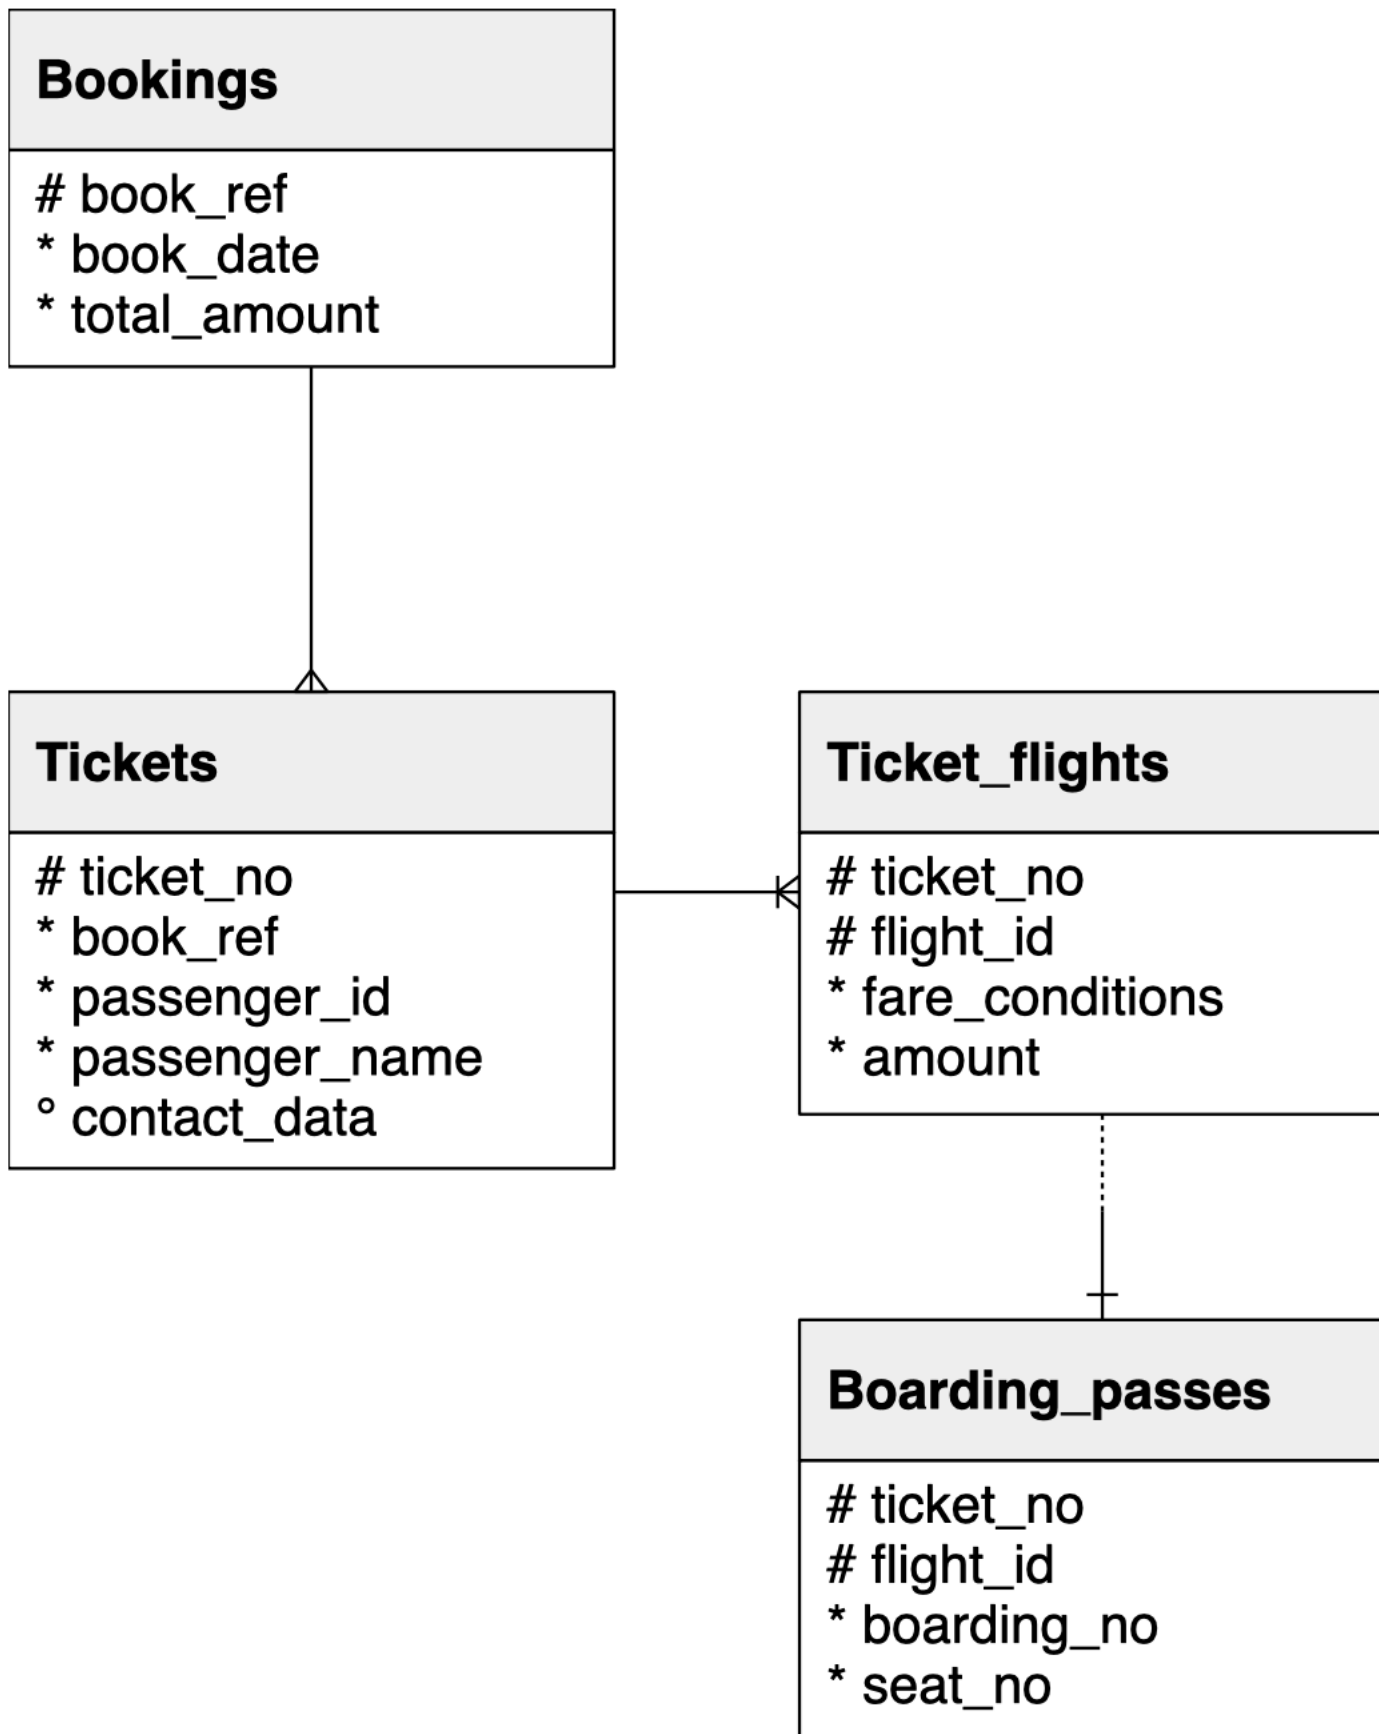 Bookings
# book_ref
* book_date
* total_amount
Tickets
# ticket_no
* book_ref
* passenger_id
* passenger_name
° contact_data
Ticket_flights
# ticket_no
# flight_id
* fare_conditions
* amount
Boarding_passes
# ticket_no
# flight_id
* boarding_no
* seat_no